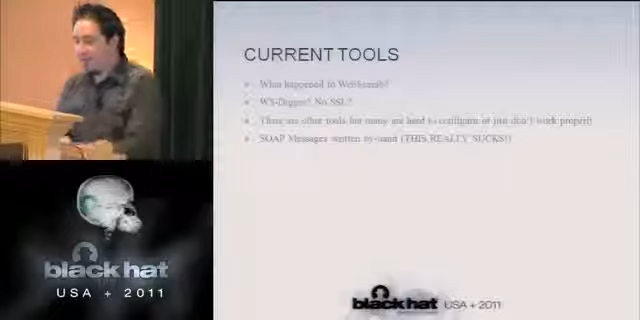 CURRENT TOOLS
What happened to WebScarab?
WS-Digger? No SSL?
There are other tools but many are hard to configure or just don't work properly
SOAP Messages written by-hand (THIS REALLY SUCKS!)
black hat
USA + 2011
black hat USA + 2011